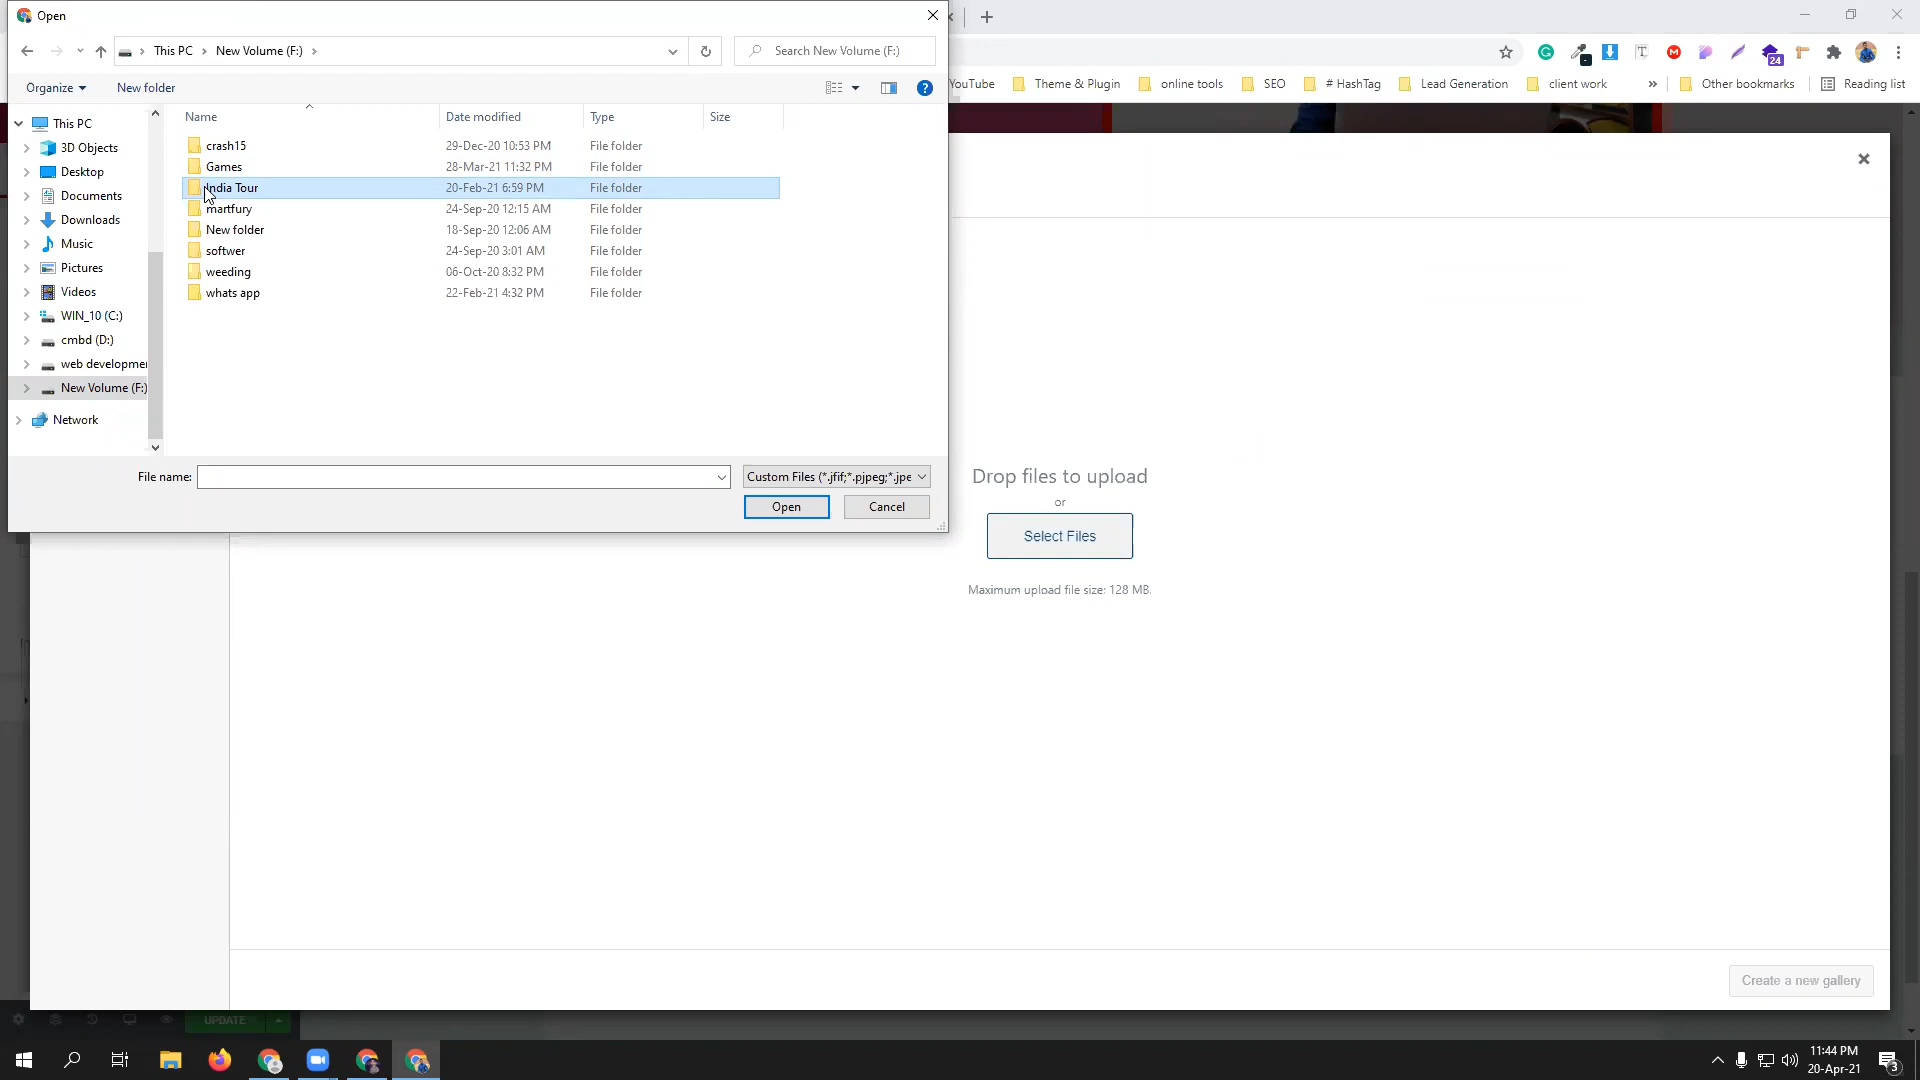 Open
This PC
New Volume (F:)
Search New Volume (F:)
YouTube
Theme & Plugin
online tools
SEO
# HashTag
Lead Generation
client work
»
Other bookmarks
Reading list
24
Organize
New folder
Name
Date modified
Type
Size
This PC
3D Objects
Desktop
Documents
Downloads
Music
Pictures
Videos
WIN_10 (C:)
cmbd (D:)
web developmer
New Volume (F:)
Network
crash15 29-Dec-20 10:53 PM File folder
Games 28-Mar-21 11:32 PM File folder
India Tour 20-Feb-21 6:59 PM File folder
martfury 24-Sep-20 12:15 AM File folder
New folder 18-Sep-20 12:06 AM File folder
softwer 24-Sep-20 3:01 AM File folder
weeding 06-Oct-20 8:32 PM File folder
whats app 22-Feb-21 4:32 PM File folder
File name:
Custom Files (*.jfif;*.pjpeg;*.jpe
Open
Cancel
Drop files to upload
or
Select Files
Maximum upload file size: 128 MB.
Create a new gallery
UPDATE
11:44 PM
20-Apr-21
3